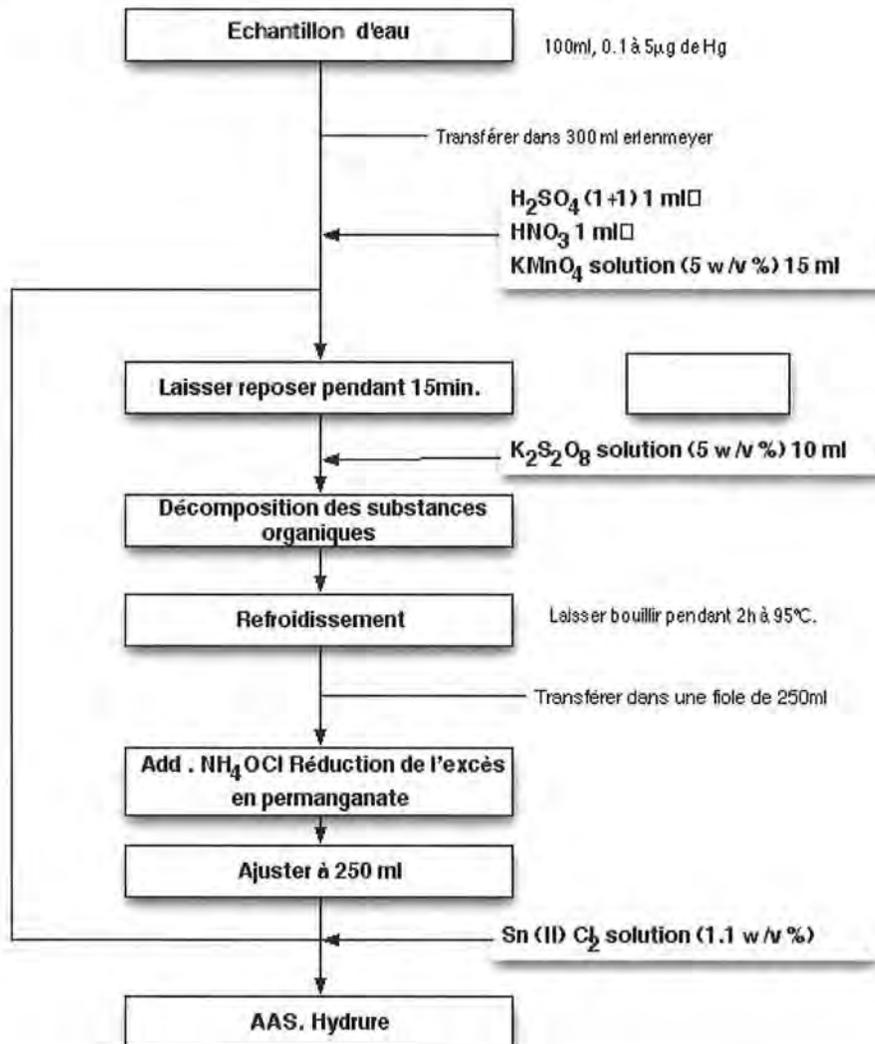 Echantillon d'eau
100ml, 0.1 à 5µg de Hg
Transférer dans 300 ml erlenmeyer
H₂SO₄ (1+1) 1 ml□
HNO₃ 1 ml□
KMnO₄ solution (5 w/v %) 15 ml
Laisser reposer pendant 15min.
K₂S₂O₈ solution (5 w/v %) 10 ml
Décomposition des substances
organiques
Refroidissement
Laisser bouillir pendant 2h à 95°C.
Transférer dans une fiole de 250ml
Add . NH₄OCl Réduction de l'excès
en permanganate
Ajuster à 250 ml
Sn (II) Cl₂ solution (1.1 w/v %)
AAS. Hydrure